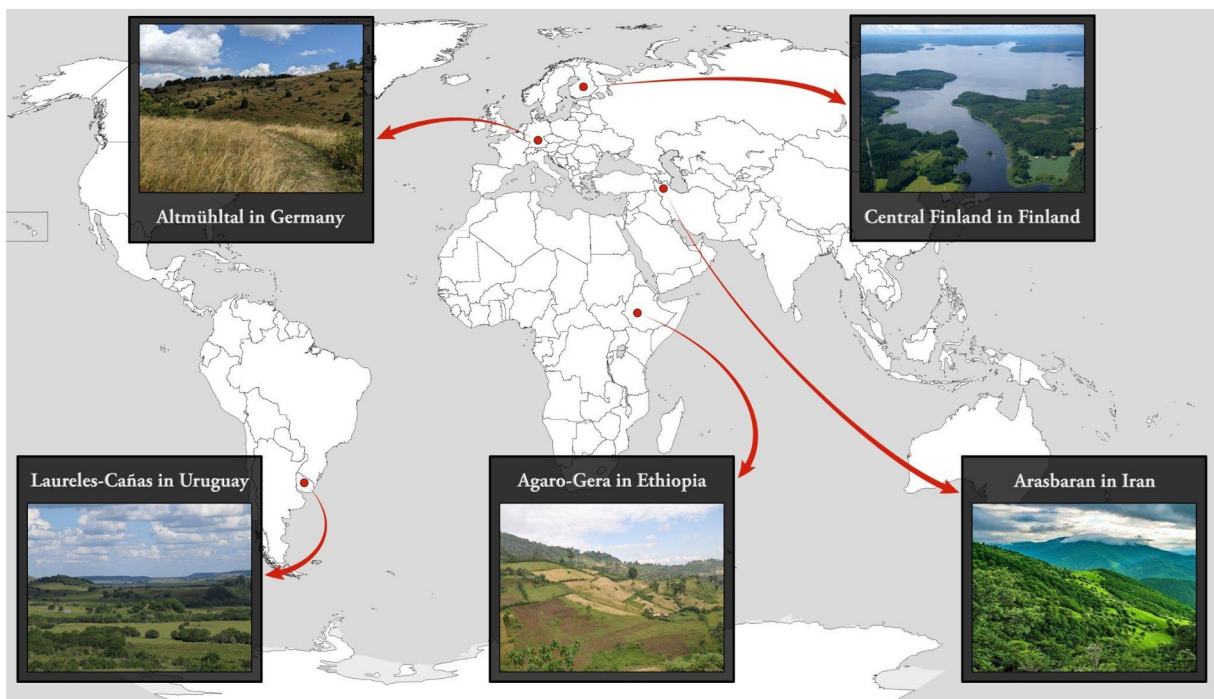 Altmühltal in Germany
Central Finland in Finland
Laureles-Cañas in Uruguay
Agaro-Gera in Ethiopia
Arasbaran in Iran